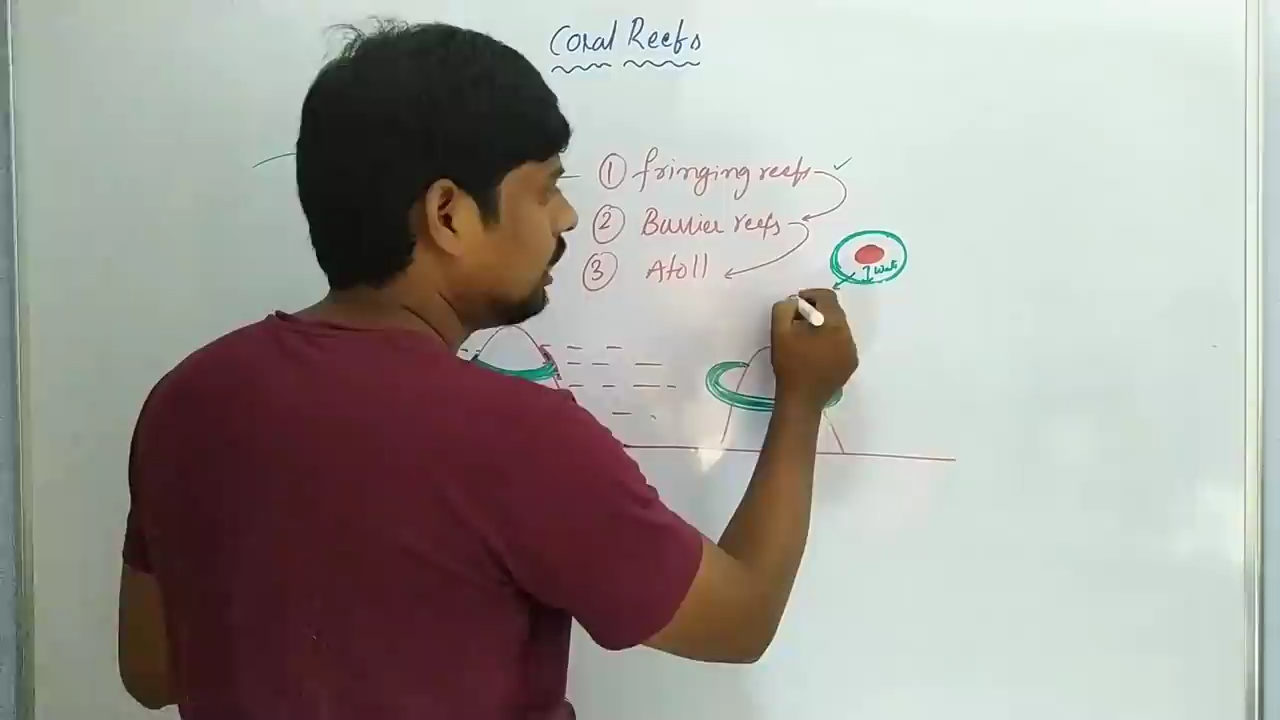 Coral Reefs
① fringing reefs ✓
② Barrier reefs
③ Atoll